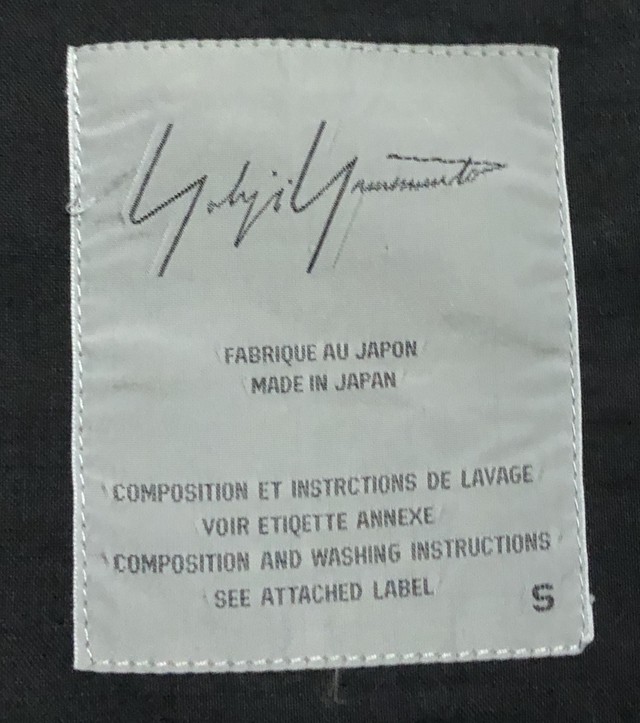 Yohji Yamamoto
FABRIQUE AU JAPON
MADE IN JAPAN
COMPOSITION ET INSTRCTIONS DE LAVAGE
VOIR ETIQETTE ANNEXE
COMPOSITION AND WASHING INSTRUCTIONS
SEE ATTACHED LABEL
S